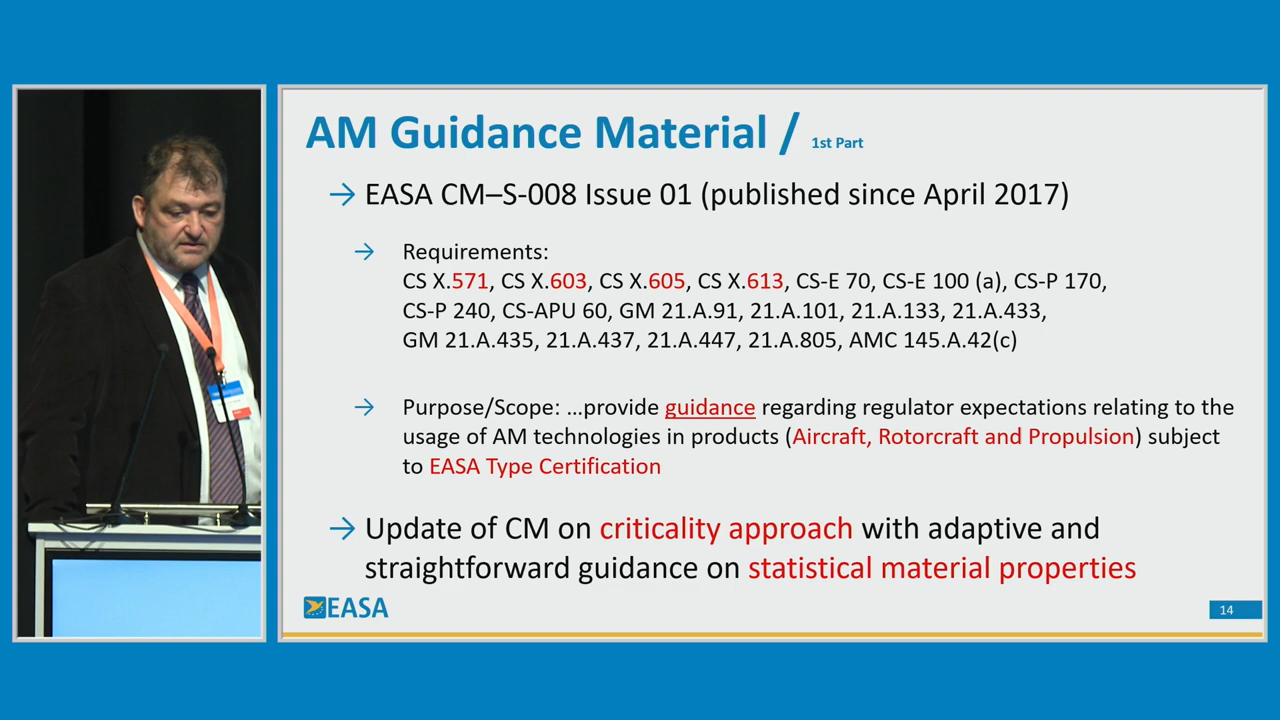 AM Guidance Material / 1st Part
→ EASA CM–S-008 Issue 01 (published since April 2017)
→ Requirements:
CS X.571, CS X.603, CS X.605, CS X.613, CS-E 70, CS-E 100 (a), CS-P 170,
CS-P 240, CS-APU 60, GM 21.A.91, 21.A.101, 21.A.133, 21.A.433,
GM 21.A.435, 21.A.437, 21.A.447, 21.A.805, AMC 145.A.42(c)
→ Purpose/Scope: …provide guidance regarding regulator expectations relating to the
usage of AM technologies in products (Aircraft, Rotorcraft and Propulsion) subject
to EASA Type Certification
→ Update of CM on criticality approach with adaptive and
straightforward guidance on statistical material properties
EASA
14